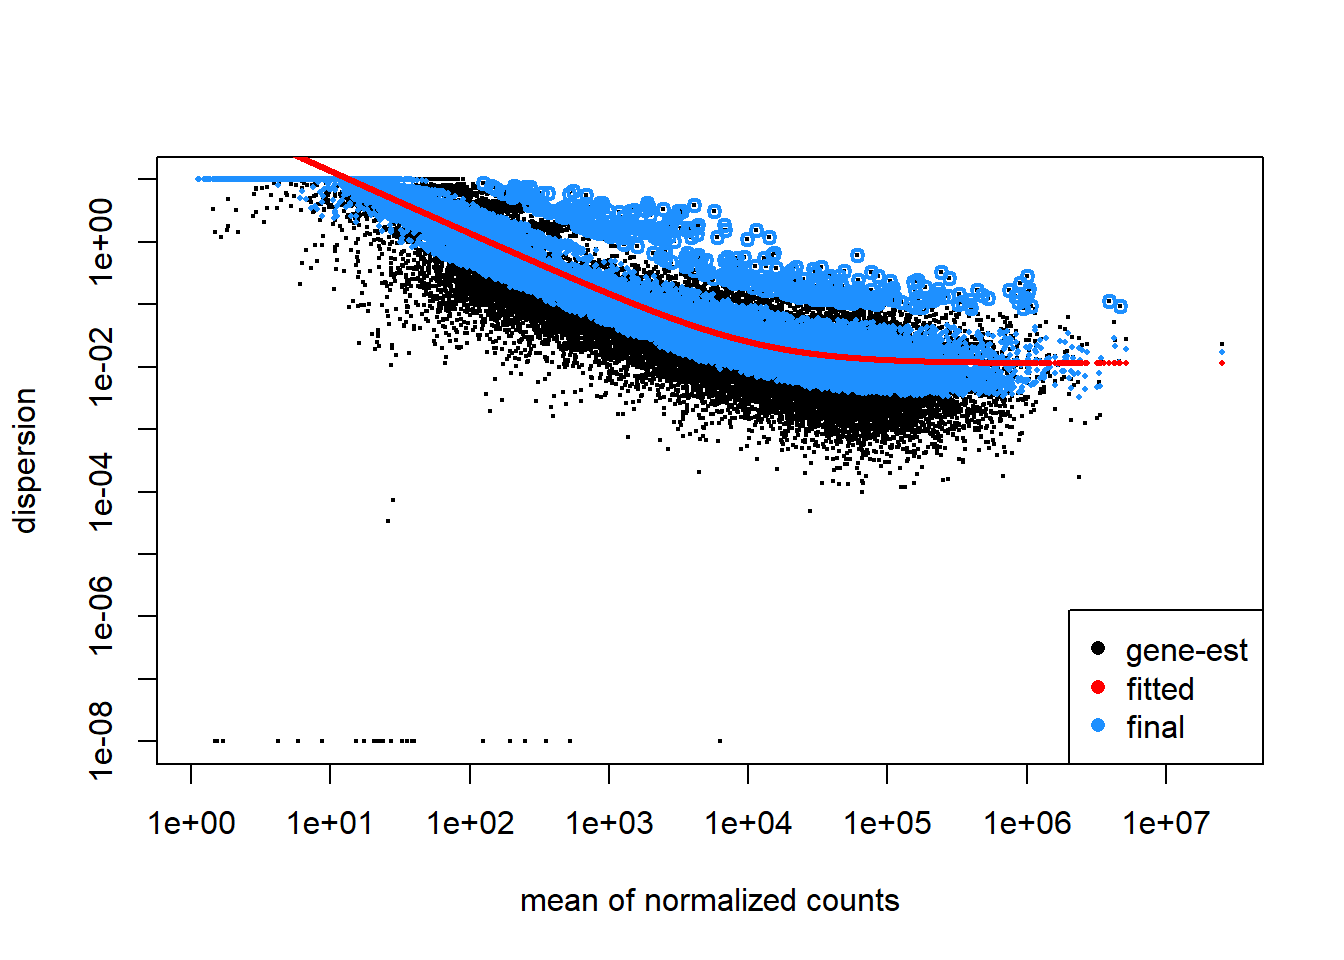 1e+00
1e-02
1e-04
1e-06
1e-08
dispersion
1e+00 1e+01 1e+02 1e+03 1e+04 1e+05 1e+06 1e+07
mean of normalized counts
gene-est
fitted
final